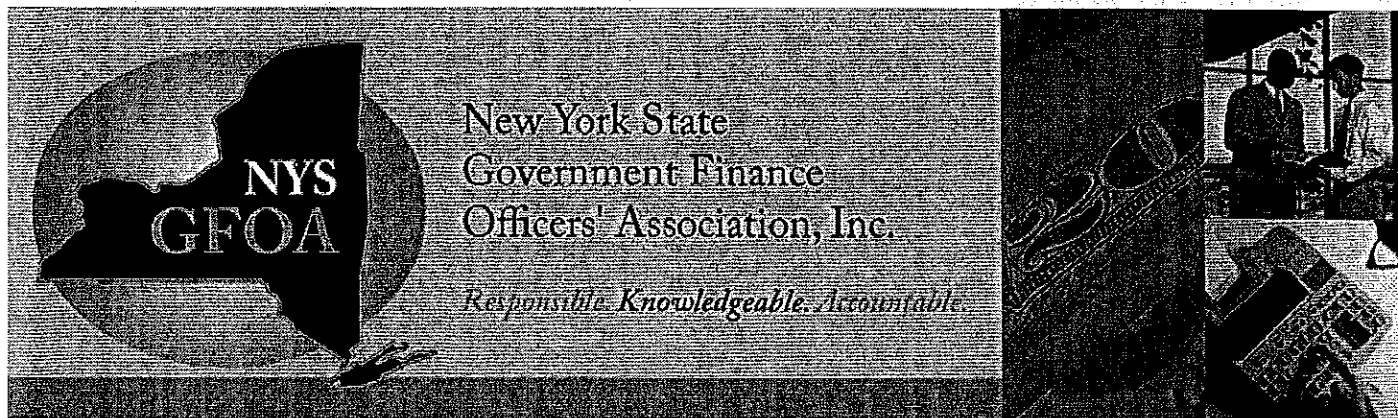 NYS
GFOA
New York State
Government Finance
Officers' Association, Inc.
Responsible. Knowledgeable. Accountable.